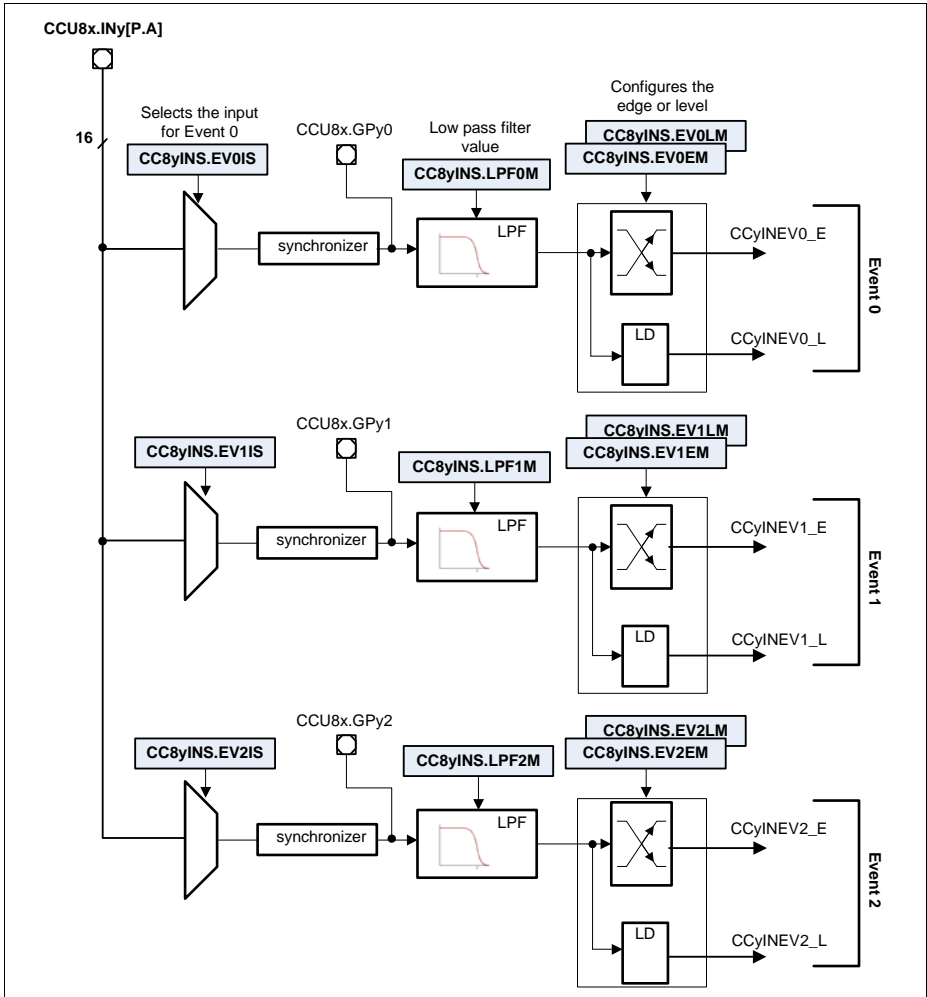 CCU8x.INy[P.A]
16
Selects the input
for Event 0
CC8yINS.EV0IS
CCU8x.GPy0
Low pass filter
value
CC8yINS.LPF0M
Configures the
edge or level
CC8yINS.EV0LM
CC8yINS.EV0EM
synchronizer
LPF
CCyINEV0_E
LD
CCyINEV0_L
Event 0
CC8yINS.EV1IS
CCU8x.GPy1
CC8yINS.LPF1M
CC8yINS.EV1LM
CC8yINS.EV1EM
synchronizer
LPF
CCyINEV1_E
LD
CCyINEV1_L
Event 1
CC8yINS.EV2IS
CCU8x.GPy2
CC8yINS.LPF2M
CC8yINS.EV2LM
CC8yINS.EV2EM
synchronizer
LPF
CCyINEV2_E
LD
CCyINEV2_L
Event 2